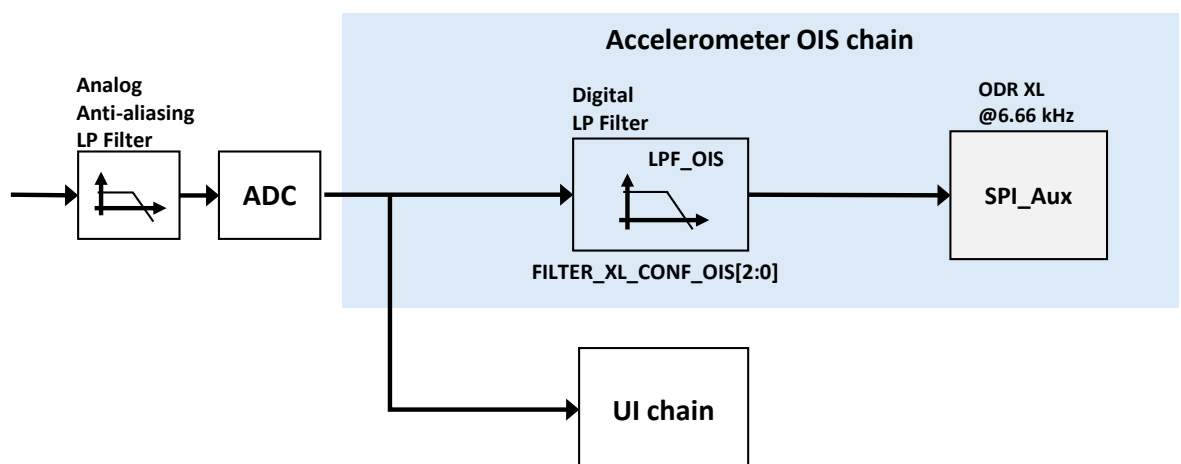 Accelerometer OIS chain
Analog
Anti-aliasing
LP Filter
ADC
Digital
LP Filter
LPF_OIS
FILTER_XL_CONF_OIS[2:0]
ODR XL
@6.66 kHz
SPI_Aux
UI chain